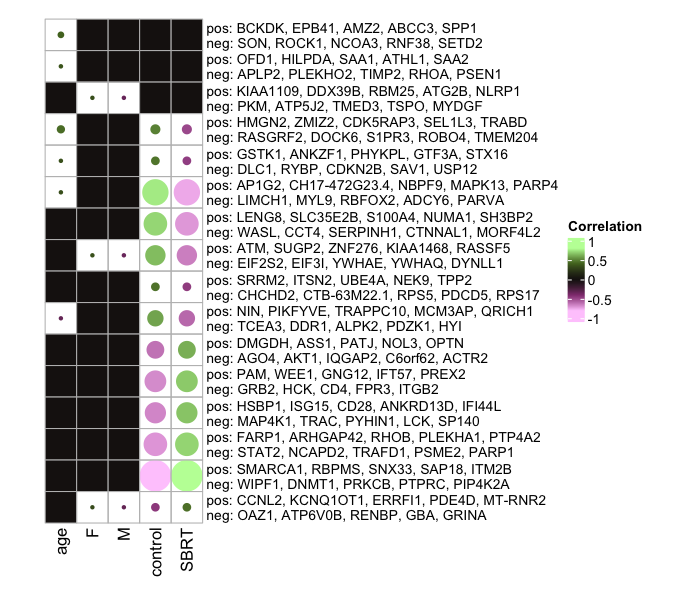 pos: BCKDK, EPB41, AMZ2, ABCC3, SPP1
neg: SON, ROCK1, NCOA3, RNF38, SETD2
pos: OFD1, HILPDA, SAA1, ATHL1, SAA2
neg: APLP2, PLEKHO2, TIMP2, RHOA, PSEN1
pos: KIAA1109, DDX39B, RBM25, ATG2B, NLRP1
neg: PKM, ATP5J2, TMED3, TSPO, MYDGF
pos: HMGN2, ZMIZ2, CDK5RAP3, SEL1L3, TRABD
neg: RASGRF2, DOCK6, S1PR3, ROBO4, TMEM204
pos: GSTK1, ANKZF1, PHYKPL, GTF3A, STX16
neg: DLC1, RYBP, CDKN2B, SAV1, USP12
pos: AP1G2, CH17-472G23.4, NBPF9, MAPK13, PARP4
neg: LIMCH1, MYL9, RBFOX2, ADCY6, PARVA
pos: LENG8, SLC35E2B, S100A4, NUMA1, SH3BP2
neg: WASL, CCT4, SERPINH1, CTNNAL1, MORF4L2
pos: ATM, SUGP2, ZNF276, KIAA1468, RASSF5
neg: EIF2S2, EIF3I, YWHAE, YWHAQ, DYNLL1
pos: SRRM2, ITSN2, UBE4A, NEK9, TPP2
neg: CHCHD2, CTB-63M22.1, RPS5, PDCD5, RPS17
pos: NIN, PIKFYVE, TRAPPC10, MCM3AP, QRICH1
neg: TCEA3, DDR1, ALPK2, PDZK1, HYI
pos: DMGDH, ASS1, PATJ, NOL3, OPTN
neg: AGO4, AKT1, IQGAP2, C6orf62, ACTR2
pos: PAM, WEE1, GNG12, IFT57, PREX2
neg: GRB2, HCK, CD4, FPR3, ITGB2
pos: HSBP1, ISG15, CD28, ANKRD13D, IFI44L
neg: MAP4K1, TRAC, PYHIN1, LCK, SP140
pos: FARP1, ARHGAP42, RHOB, PLEKHA1, PTP4A2
neg: STAT2, NCAPD2, TRAFD1, PSME2, PARP1
pos: SMARCA1, RBPMS, SNX33, SAP18, ITM2B
neg: WIPF1, DNMT1, PRKCB, PTPRC, PIP4K2A
pos: CCNL2, KCNQ1OT1, ERRFI1, PDE4D, MT-RNR2
neg: OAZ1, ATP6V0B, RENBP, GBA, GRINA
age
F
M
control
SBRT
Correlation
1
0.5
0
-0.5
-1